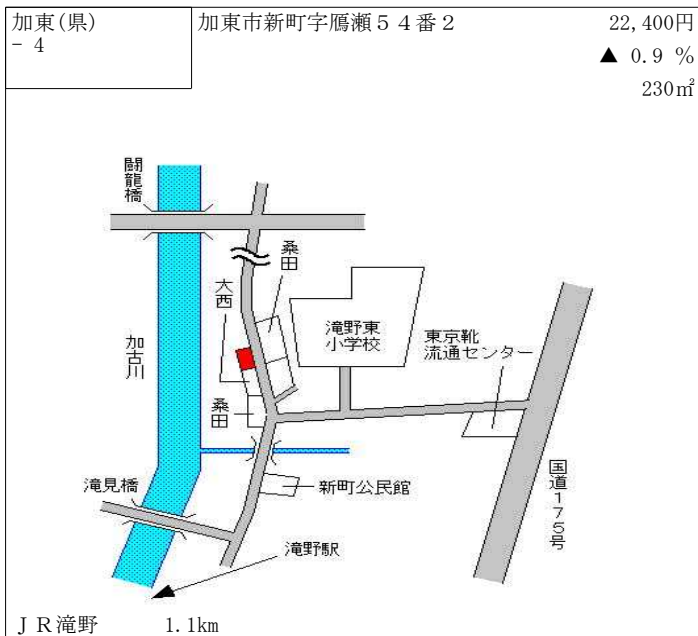 加東(県)
- 4
加東市新町字鴈瀬５４番２
22,400円
▲ 0.9 %
230㎡
闘龍橋
桑田
大西
滝野東
小学校
東京靴
流通センター
加古川
桑田
国道175号
滝見橋
新町公民館
滝野駅
ＪＲ滝野 1.1km